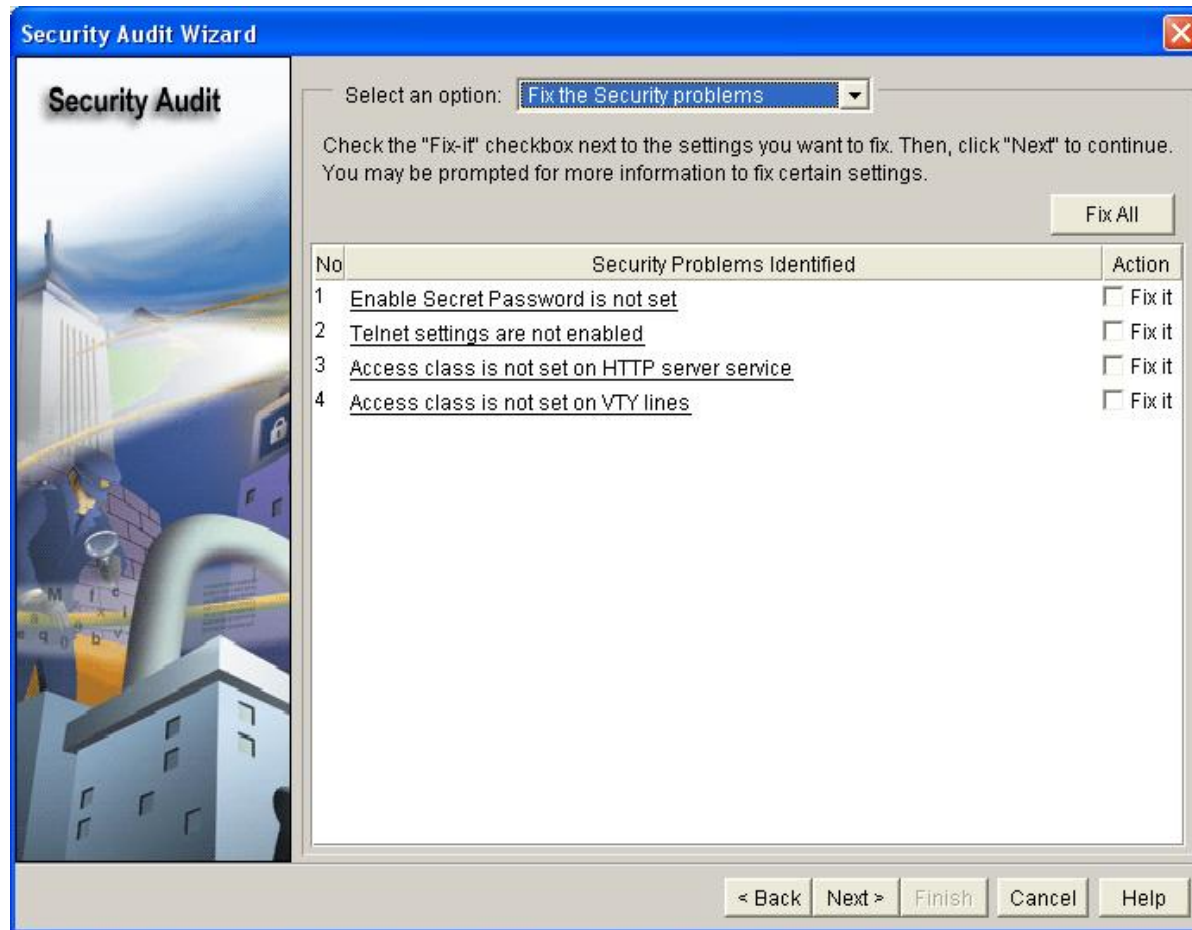 Security Audit Wizard
Security Audit
Select an option: Fix the Security problems
Check the "Fix-it" checkbox next to the settings you want to fix. Then, click "Next" to continue.
You may be prompted for more information to fix certain settings.
Fix All
No Security Problems Identified Action
1 Enable Secret Password is not set Fix it
2 Telnet settings are not enabled Fix it
3 Access class is not set on HTTP server service Fix it
4 Access class is not set on VTY lines Fix it
< Back Next > Finish Cancel Help